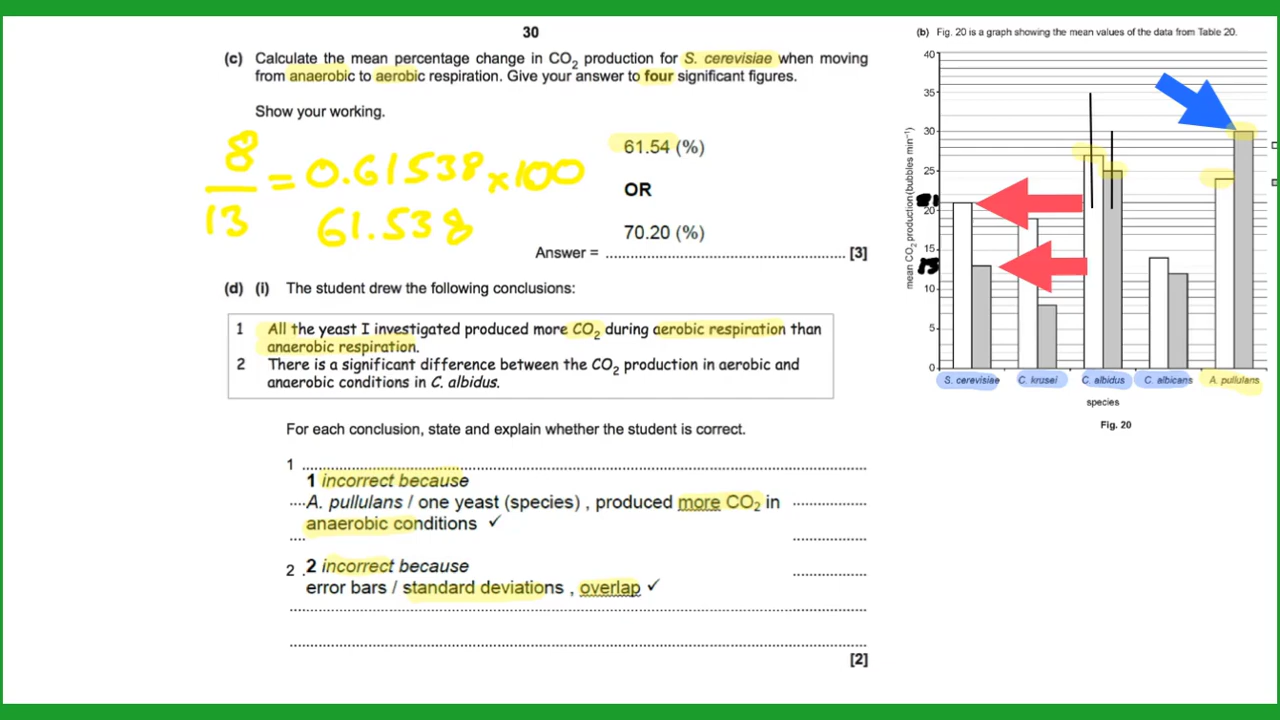 30
(c) Calculate the mean percentage change in CO₂ production for S. cerevisiae when moving
from anaerobic to aerobic respiration. Give your answer to four significant figures.
Show your working.
8
— = 0.61538 ×100
13
61.538
61.54 (%)
OR
70.20 (%)
Answer = ........................................................ [3]
(d) (i) The student drew the following conclusions:
1 All the yeast I investigated produced more CO₂ during aerobic respiration than
anaerobic respiration.
2 There is a significant difference between the CO₂ production in aerobic and
anaerobic conditions in C. albidus.
For each conclusion, state and explain whether the student is correct.
1
1 incorrect because
A. pullulans / one yeast (species) , produced more CO₂ in
anaerobic conditions ✓
2 2 incorrect because
error bars / standard deviations , overlap ✓
[2]
(b) Fig. 20 is a graph showing the mean values of the data from Table 20.
mean CO₂ production (bubbles min⁻¹)
40
35
30
25
20
15
10
5
0
S. cerevisiae C. krusei C. albidus C. albicans A. pullulans
species
Fig. 20